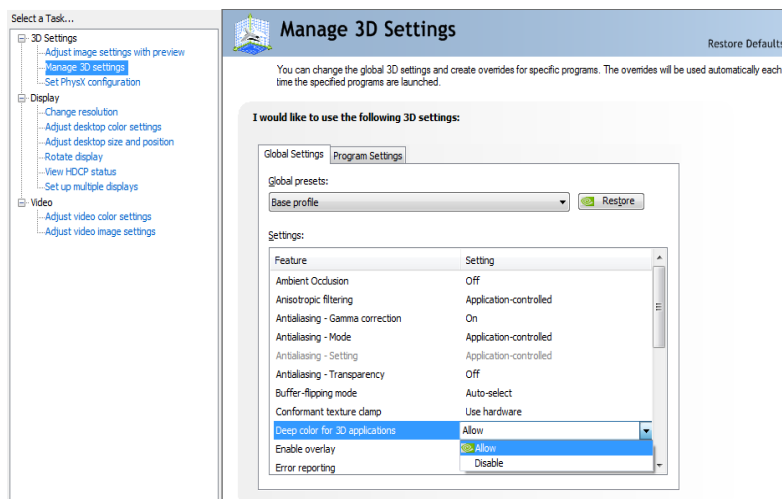 Select a Task...
3D Settings
Adjust image settings with preview
Manage 3D settings
Set PhysX configuration
Display
Change resolution
Adjust desktop color settings
Adjust desktop size and position
Rotate display
View HDCP status
Set up multiple displays
Video
Adjust video color settings
Adjust video image settings
Manage 3D Settings
Restore Defaults
You can change the global 3D settings and create overrides for specific programs. The overrides will be used automatically each
time the specified programs are launched.
I would like to use the following 3D settings:
Global Settings Program Settings
Global presets:
Base profile Restore
Settings:
Feature Setting
Ambient Occlusion Off
Anisotropic filtering Application-controlled
Antialiasing - Gamma correction On
Antialiasing - Mode Application-controlled
Antialiasing - Setting Application-controlled
Antialiasing - Transparency Off
Buffer-flipping mode Auto-select
Conformant texture clamp Use hardware
Deep color for 3D applications Allow
Enable overlay Allow
Error reporting Disable